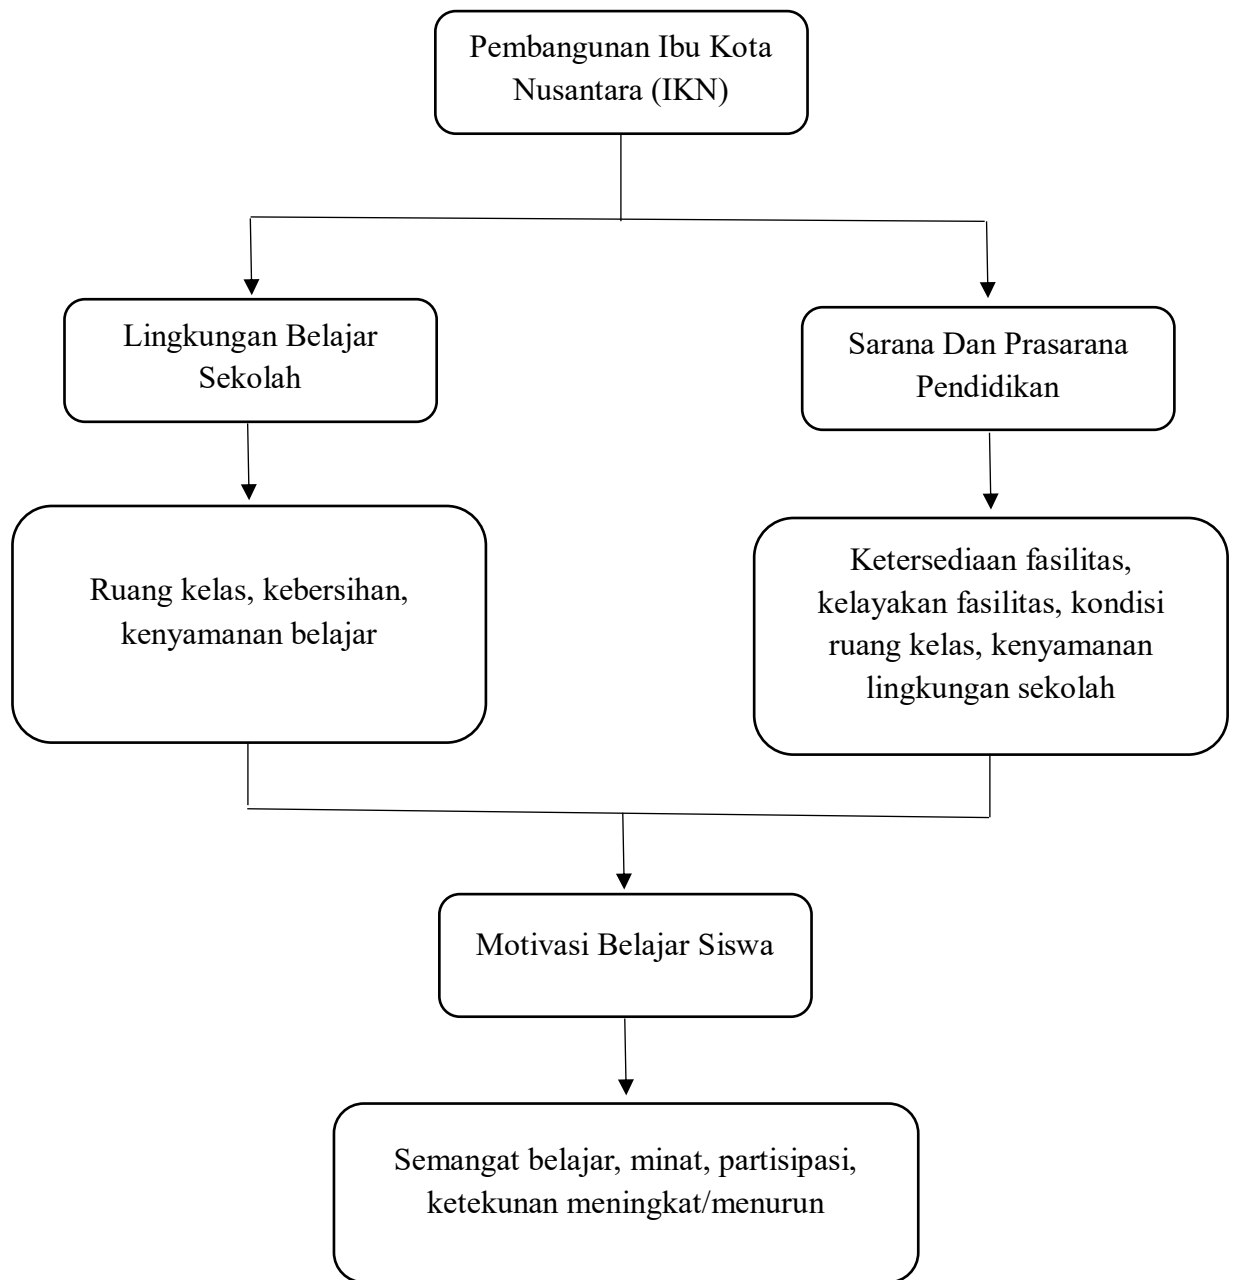 Pembangunan Ibu Kota
Nusantara (IKN)
Lingkungan Belajar
Sekolah
Sarana Dan Prasarana
Pendidikan
Ruang kelas, kebersihan,
kenyamanan belajar
Ketersediaan fasilitas,
kelayakan fasilitas, kondisi
ruang kelas, kenyamanan
lingkungan sekolah
Motivasi Belajar Siswa
Semangat belajar, minat, partisipasi,
ketekunan meningkat/menurun